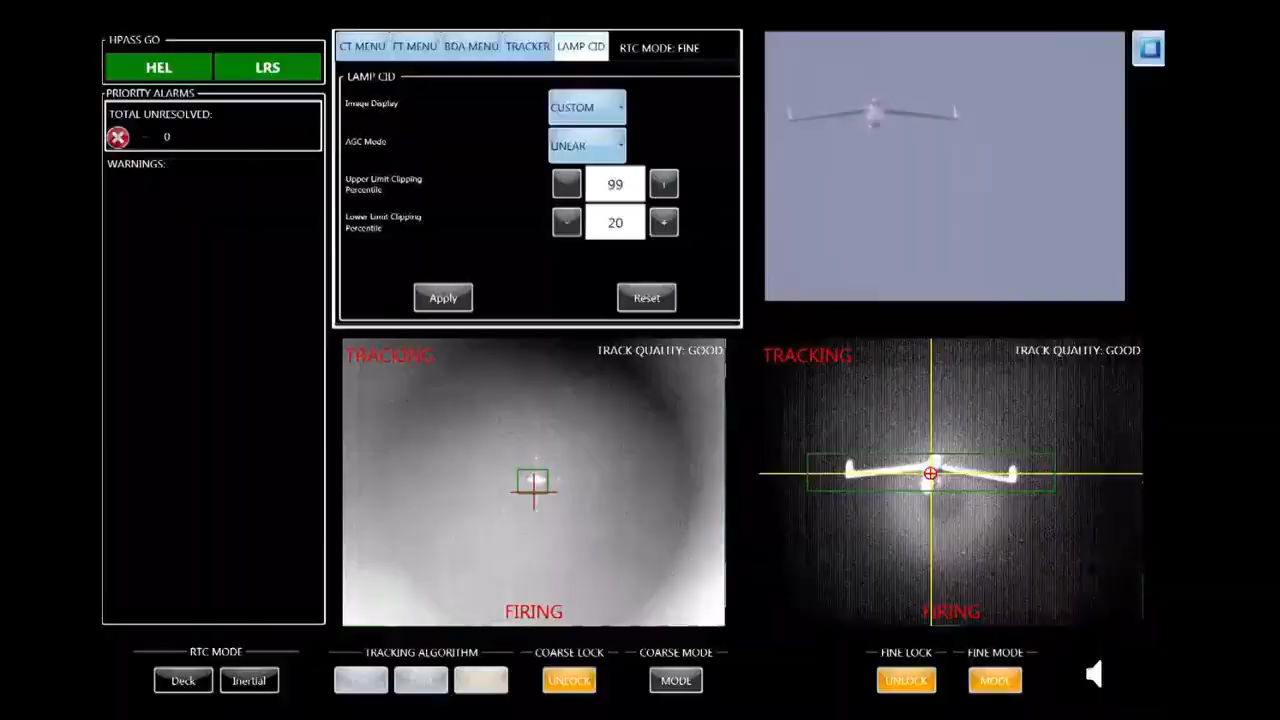 HPASS GO
HEL
LRS
PRIORITY ALARMS
TOTAL UNRESOLVED:
- 0
WARNINGS:
CT MENU
FT MENU
BDA MENU
TRACKER
LAMP CID
RTC MODE: FINE
LAMP CID
Image Display
CUSTOM
AGC Mode
LINEAR
Upper Limit Clipping
Percentile
99
Lower Limit Clipping
Percentile
-
20
+
Apply
Reset
TRACKING
TRACK QUALITY: GOOD
FIRING
TRACKING
TRACK QUALITY: GOOD
FIRING
RTC MODE
Deck
Inertial
TRACKING ALGORITHM
COARSE LOCK
UNLOCK
COARSE MODE
MODE
FINE LOCK
UNLOCK
FINE MODE
MODE